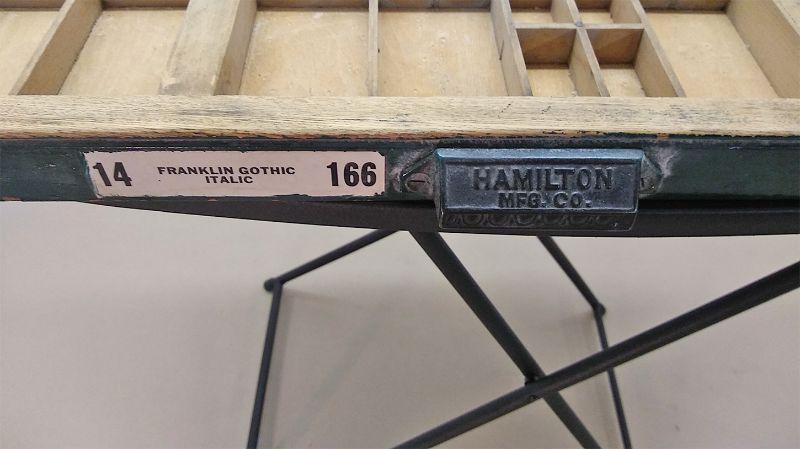 14 FRANKLIN GOTHIC 166
ITALIC
HAMILTON
MFG. CO.